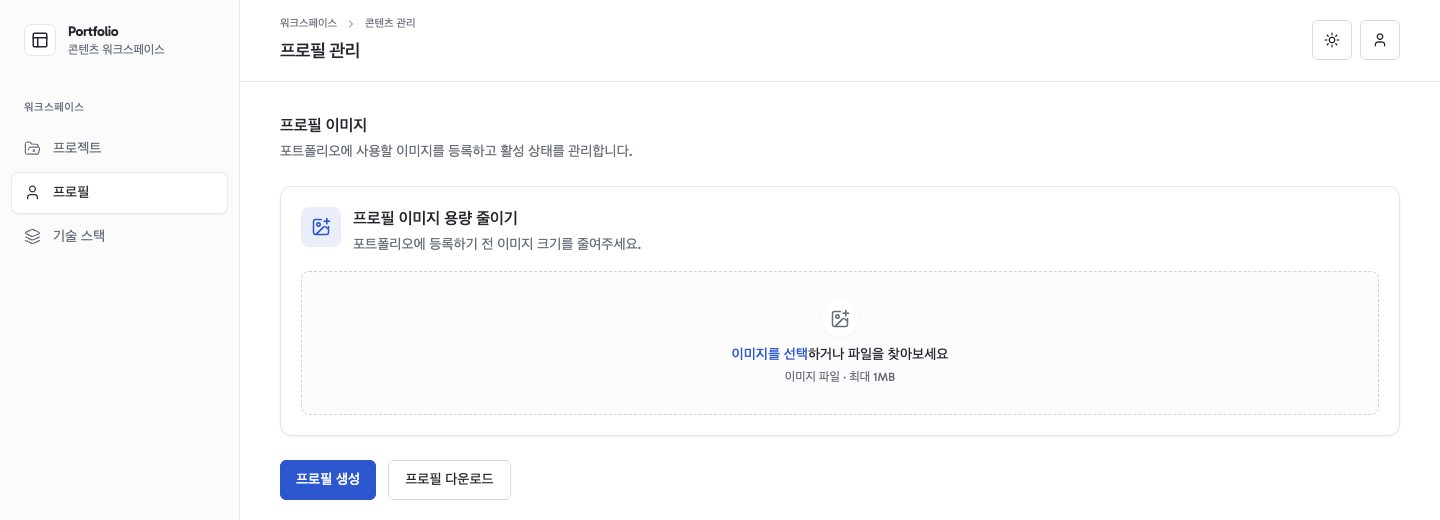 Portfolio
콘텐츠 워크스페이스
워크스페이스
프로젝트
프로필
기술 스택
워크스페이스 > 콘텐츠 관리
프로필 관리
프로필 이미지
포트폴리오에 사용할 이미지를 등록하고 활성 상태를 관리합니다.
프로필 이미지 용량 줄이기
포트폴리오에 등록하기 전 이미지 크기를 줄여주세요.
이미지를 선택하거나 파일을 찾아보세요
이미지 파일 · 최대 1MB
프로필 생성
프로필 다운로드